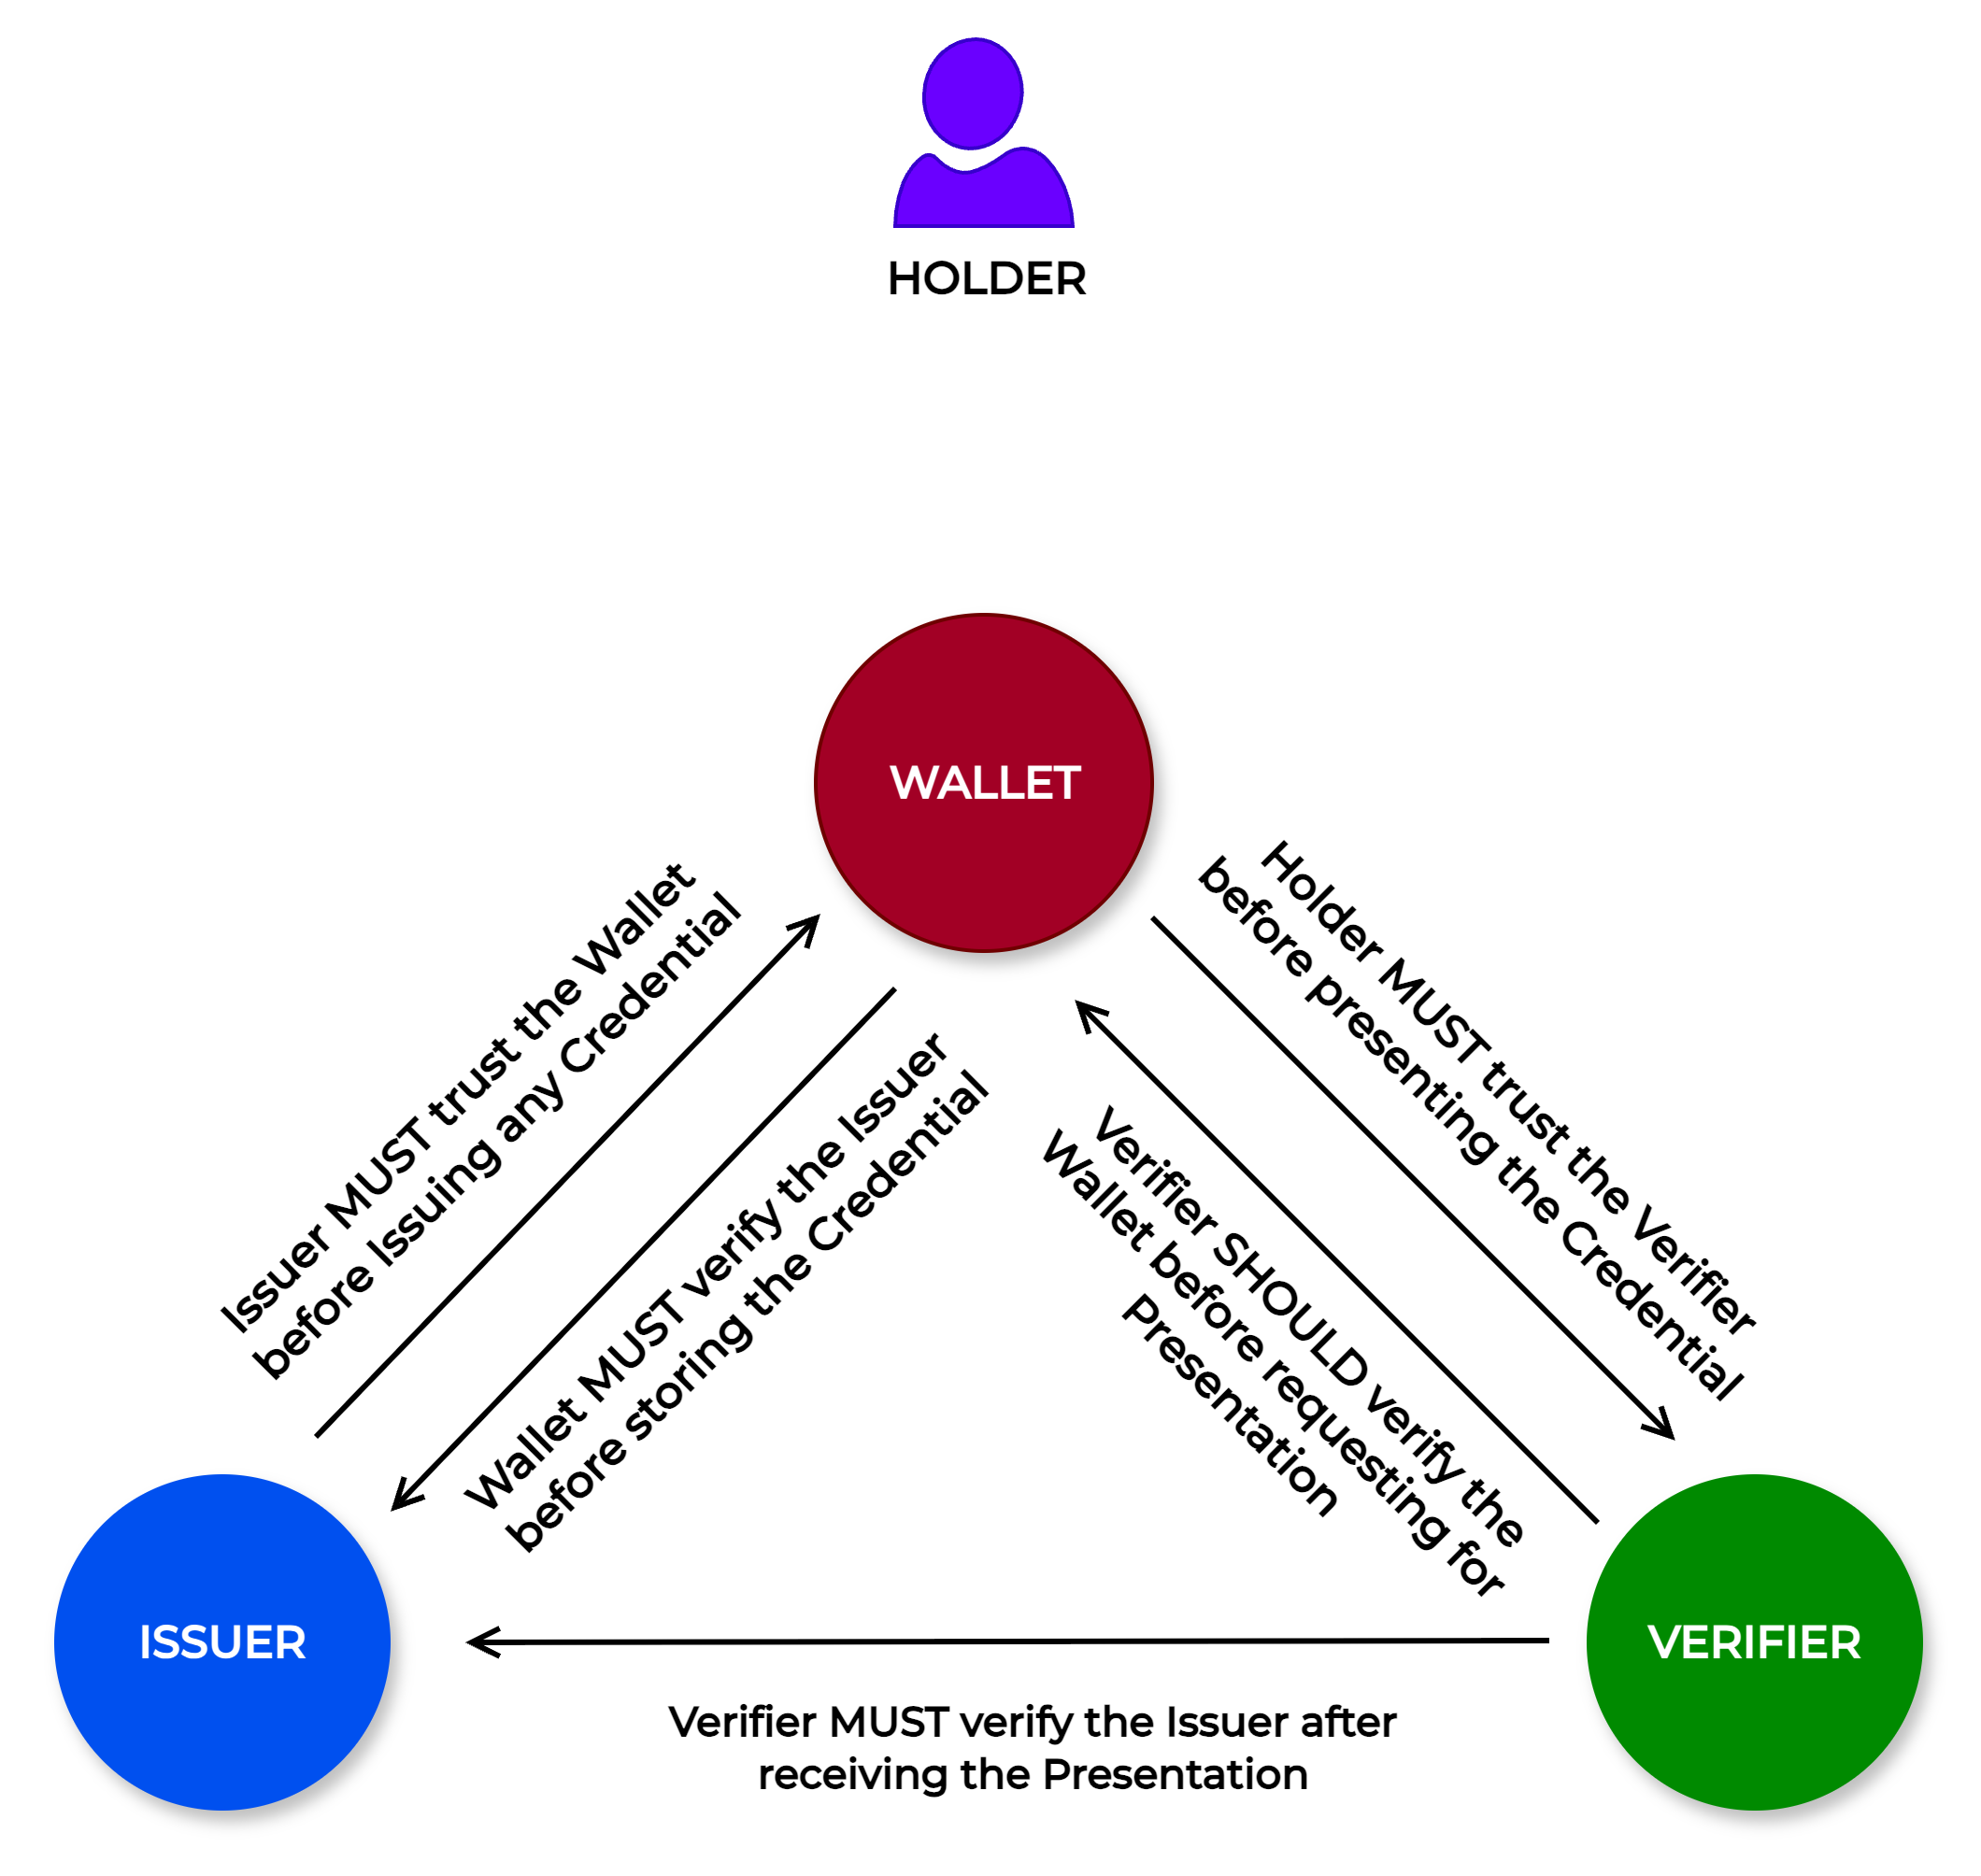 HOLDER
WALLET
Issuer MUST trust the Wallet
before Issuing any Credential
Wallet MUST verify the Issuer
before storing the Credential
Holder MUST trust the Verifier
before presenting the Credential
Verifier SHOULD verify the
Wallet before requesting for
Presentation
ISSUER
VERIFIER
Verifier MUST verify the Issuer after
receiving the Presentation